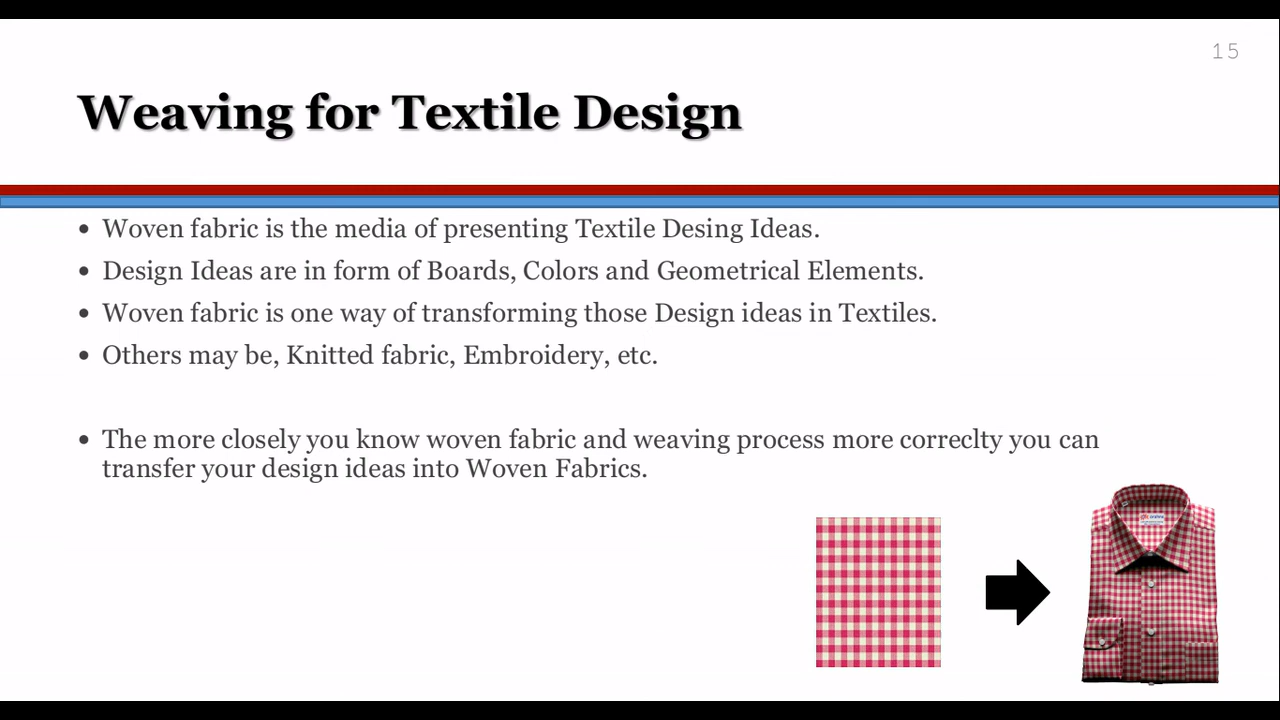 15
Weaving for Textile Design
• Woven fabric is the media of presenting Textile Desing Ideas.
• Design Ideas are in form of Boards, Colors and Geometrical Elements.
• Woven fabric is one way of transforming those Design ideas in Textiles.
• Others may be, Knitted fabric, Embroidery, etc.
• The more closely you know woven fabric and weaving process more correclty you can
transfer your design ideas into Woven Fabrics.